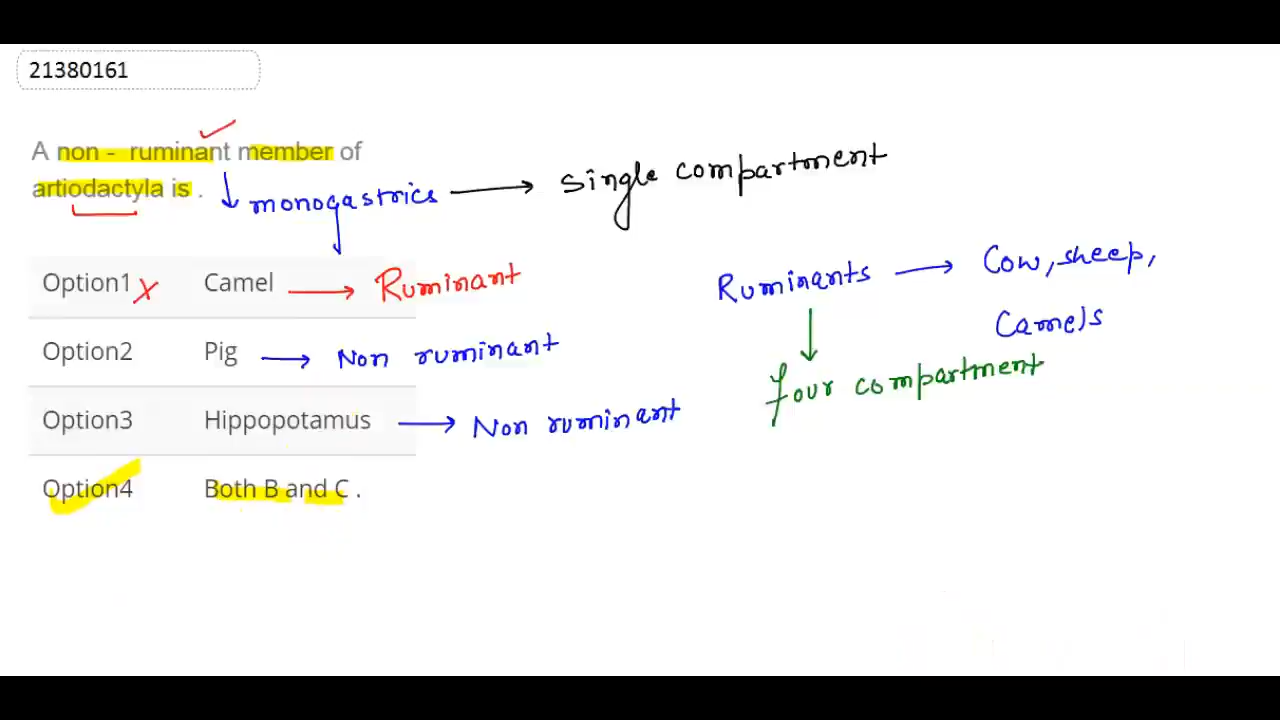 21380161
A non - ruminant member of
artiodactyla is .
monogastrics → single compartment
Option1 X Camel → Ruminant
Ruminants → Cow, sheep,
Camels
four compartment
Option2 Pig → Non ruminant
Option3 Hippopotamus → Non ruminant
Option4 Both B and C .